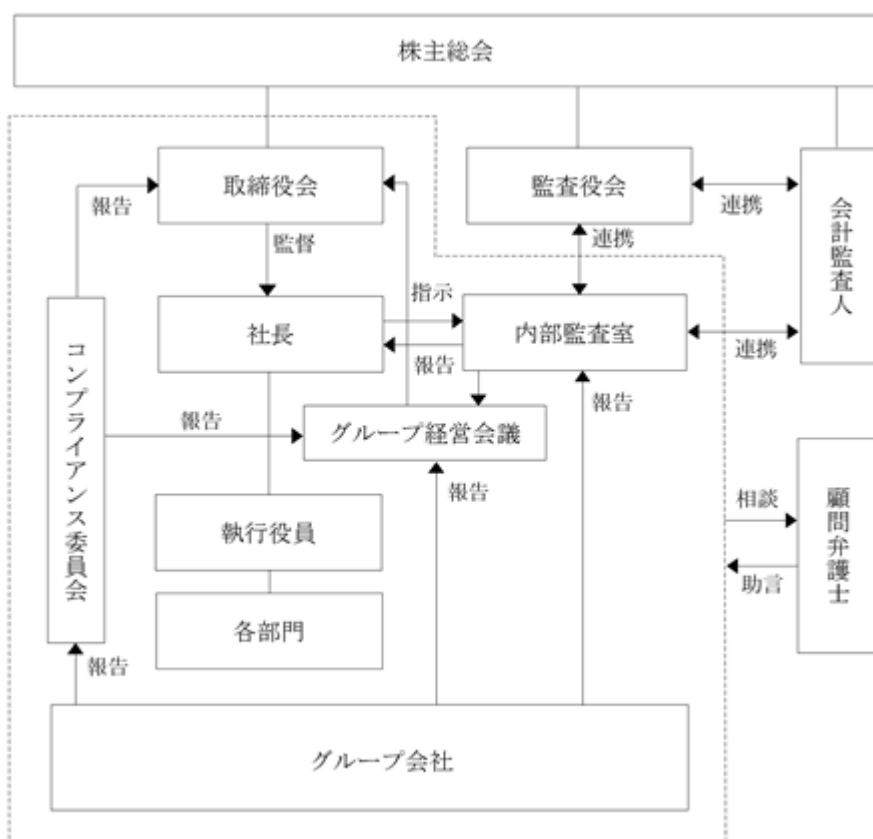 株主総会
取締役会
監査役会
会計監査人
報告
連携
監督
連携
指示
社長
内部監査室
報告
連携
コンプライアンス委員会
報告
グループ経営会議
報告
報告
相談
顧問弁護士
執行役員
助言
各部門
報告
グループ会社